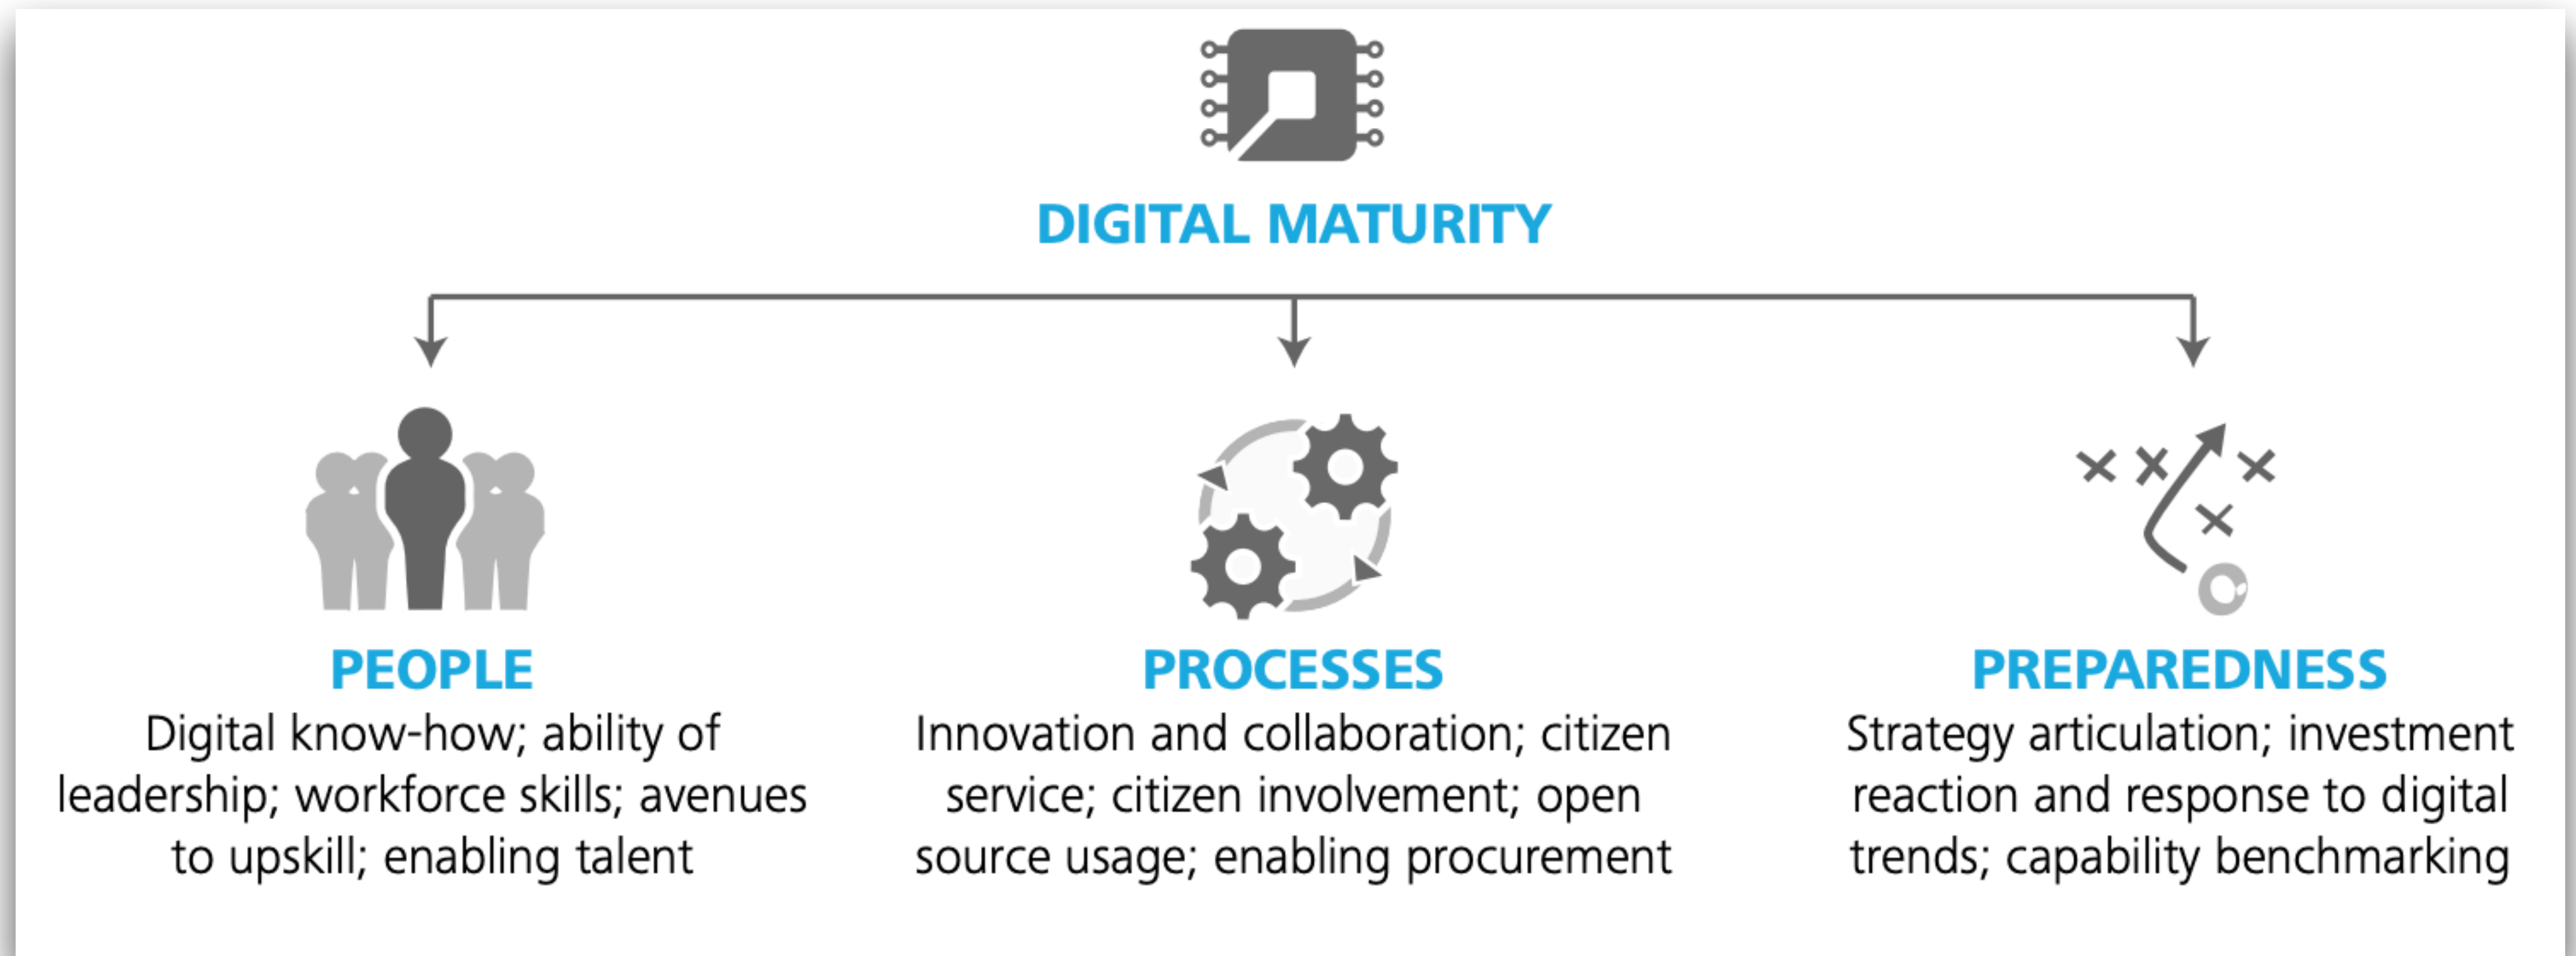 DIGITAL MATURITY
PEOPLE
Digital know-how; ability of
leadership; workforce skills; avenues
to upskill; enabling talent
PROCESSES
Innovation and collaboration; citizen
service; citizen involvement; open
source usage; enabling procurement
PREPAREDNESS
Strategy articulation; investment
reaction and response to digital
trends; capability benchmarking